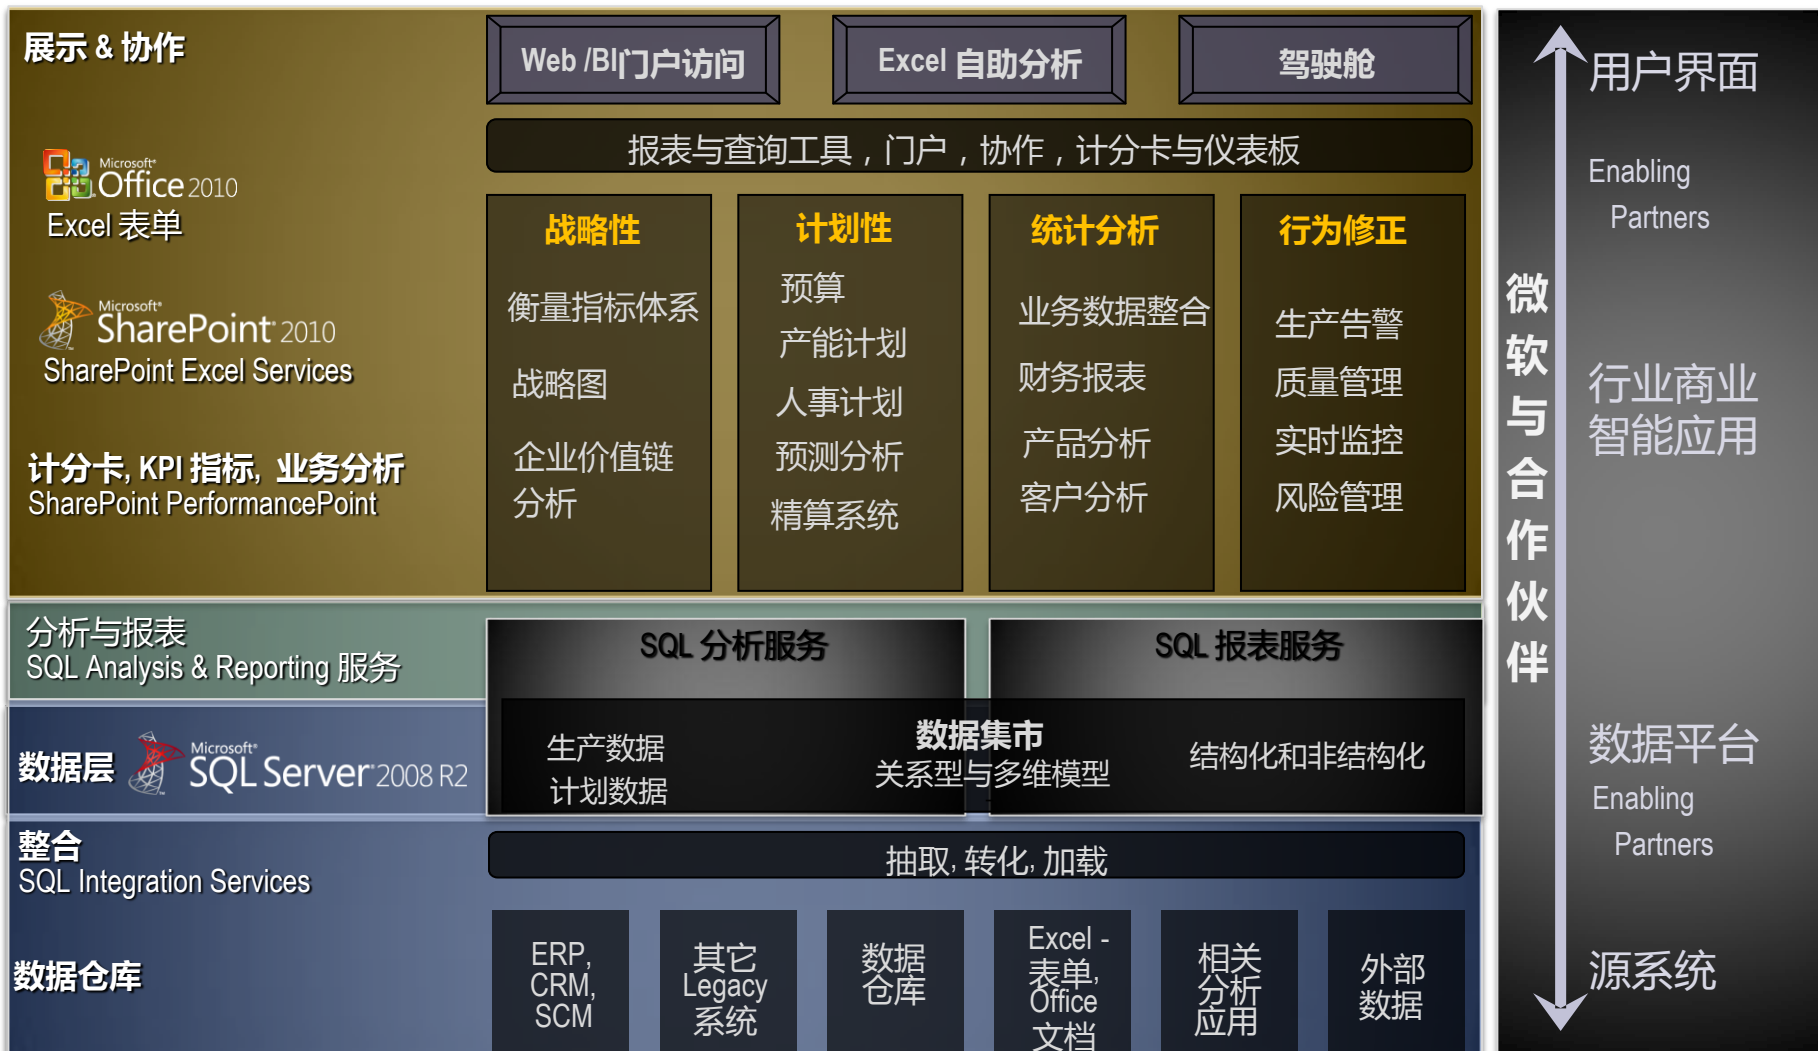 展示 & 协作
Web /BI门户访问
Excel 自助分析
驾驶舱
报表与查询工具，门户，协作，计分卡与仪表板
Microsoft®
Office 2010
Excel 表单
Microsoft®
SharePoint® 2010
SharePoint Excel Services
计分卡, KPI 指标, 业务分析
SharePoint PerformancePoint
战略性
衡量指标体系
战略图
企业价值链
分析
计划性
预算
产能计划
人事计划
预测分析
精算系统
统计分析
业务数据整合
财务报表
产品分析
客户分析
行为修正
生产告警
质量管理
实时监控
风险管理
分析与报表
SQL Analysis & Reporting 服务
SQL 分析服务
SQL 报表服务
数据层
Microsoft®
SQL Server® 2008 R2
生产数据
计划数据
数据集市
关系型与多维模型
结构化和非结构化
整合
SQL Integration Services
抽取, 转化, 加载
数据仓库
ERP,
CRM,
SCM
其它
Legacy
系统
数据
仓库
Excel -
表单,
Office
文档
相关
分析
应用
外部
数据
微软与合作伙伴
用户界面
Enabling
Partners
行业商业
智能应用
数据平台
Enabling
Partners
源系统